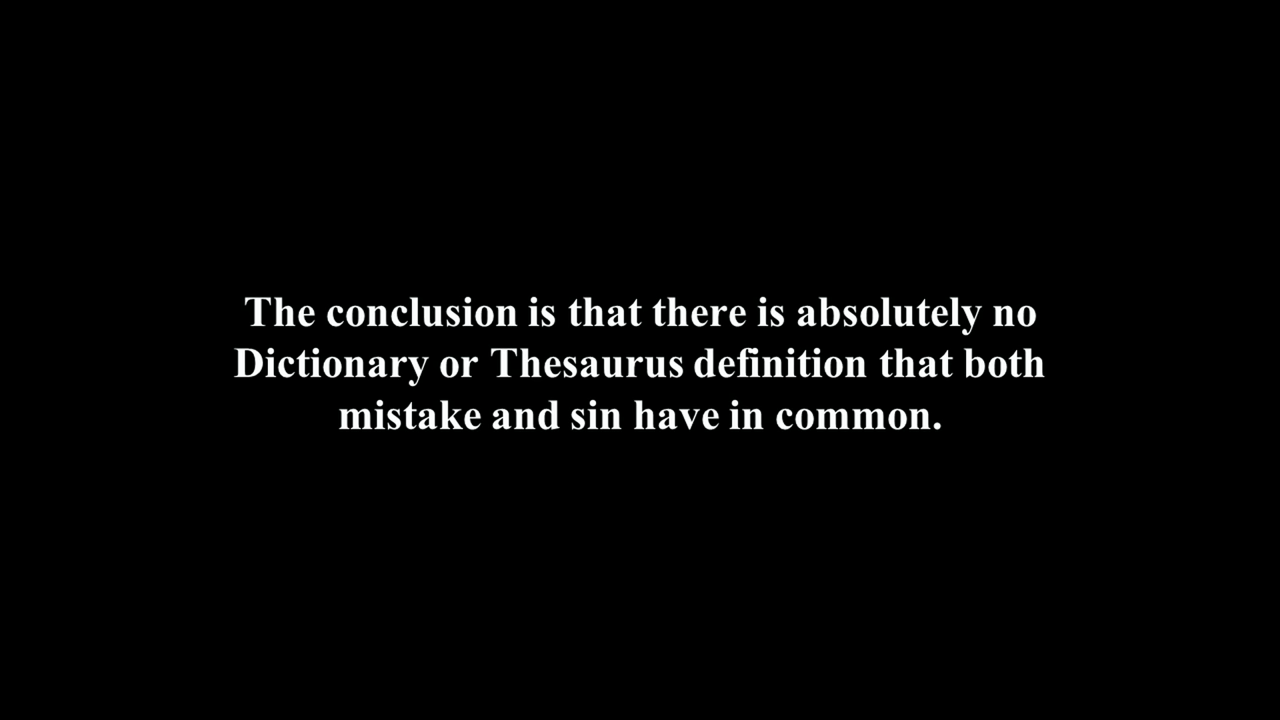 The conclusion is that there is absolutely no
Dictionary or Thesaurus definition that both
mistake and sin have in common.